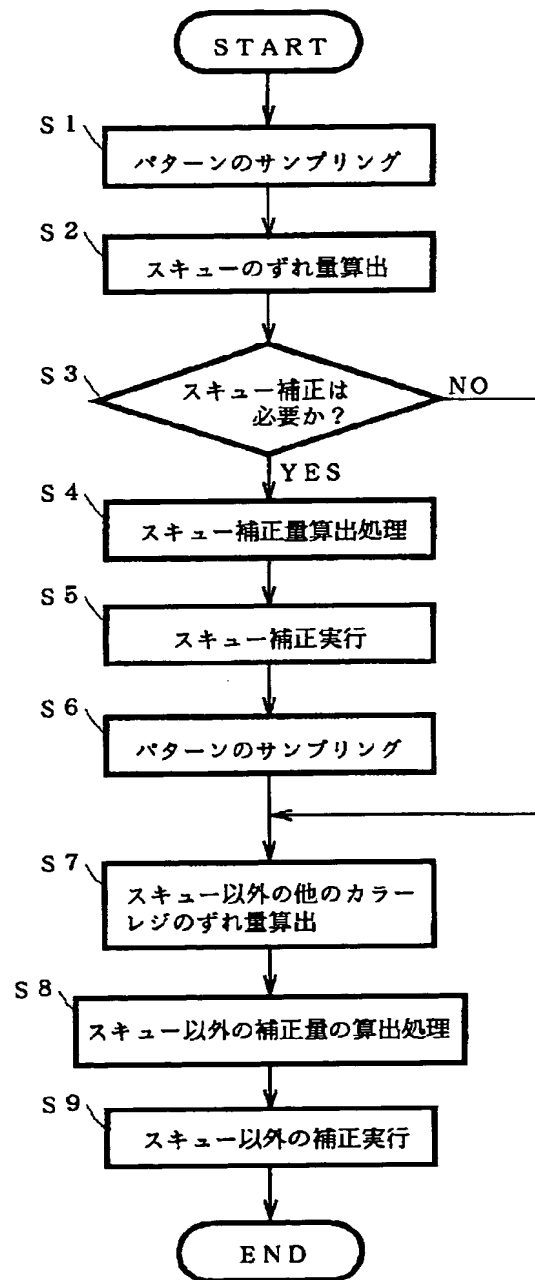 START
S1
パターンのサンプリング
S2
スキューのずれ量算出
S3
スキュー補正は
必要か？
NO
YES
S4
スキュー補正量算出処理
S5
スキュー補正実行
S6
パターンのサンプリング
S7
スキュー以外の他のカラー
レジのずれ量算出
S8
スキュー以外の補正量の算出処理
S9
スキュー以外の補正実行
END